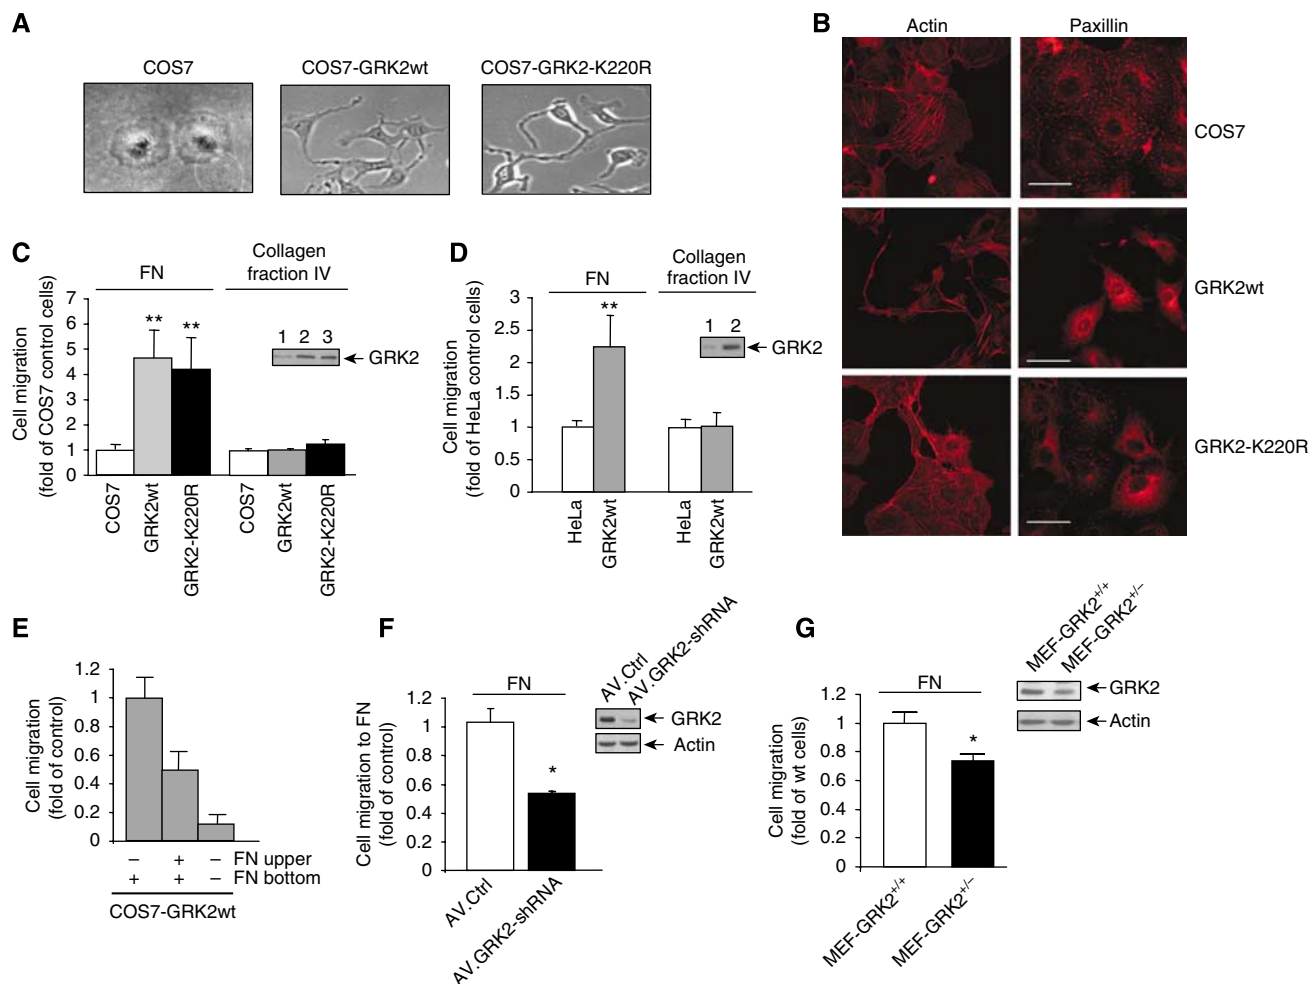 A
COS7
COS7-GRK2wt
COS7-GRK2-K220R
B
Actin
Paxillin
COS7
GRK2wt
GRK2-K220R
C
FN
Collagen
fraction IV
Cell migration
(fold of COS7 control cells)
7
6
5
4
3
2
1
0
**
**
1 2 3
GRK2
COS7
GRK2wt
GRK2-K220R
COS7
GRK2wt
GRK2-K220R
D
FN
Collagen
fraction IV
Cell migration
(fold of HeLa control cells)
3
2.5
2
1.5
1
0.5
0
**
1 2
GRK2
HeLa
GRK2wt
HeLa
GRK2wt
E
Cell migration
(fold of control)
1.2
1
0.8
0.6
0.4
0.2
0
– + – FN upper
+ + – FN bottom
COS7-GRK2wt
F
FN
Cell migration to FN
(fold of control)
1.2
1
0.8
0.6
0.4
0.2
0
*
AV.Ctrl
AV.GRK2-shRNA
AV.Ctrl
AV.GRK2-shRNA
GRK2
Actin
G
FN
Cell migration
(fold of wt cells)
1.2
1
0.8
0.6
0.4
0.2
0
*
MEF-GRK2+/+
MEF-GRK2+/–
MEF-GRK2+/+
MEF-GRK2+/–
GRK2
Actin